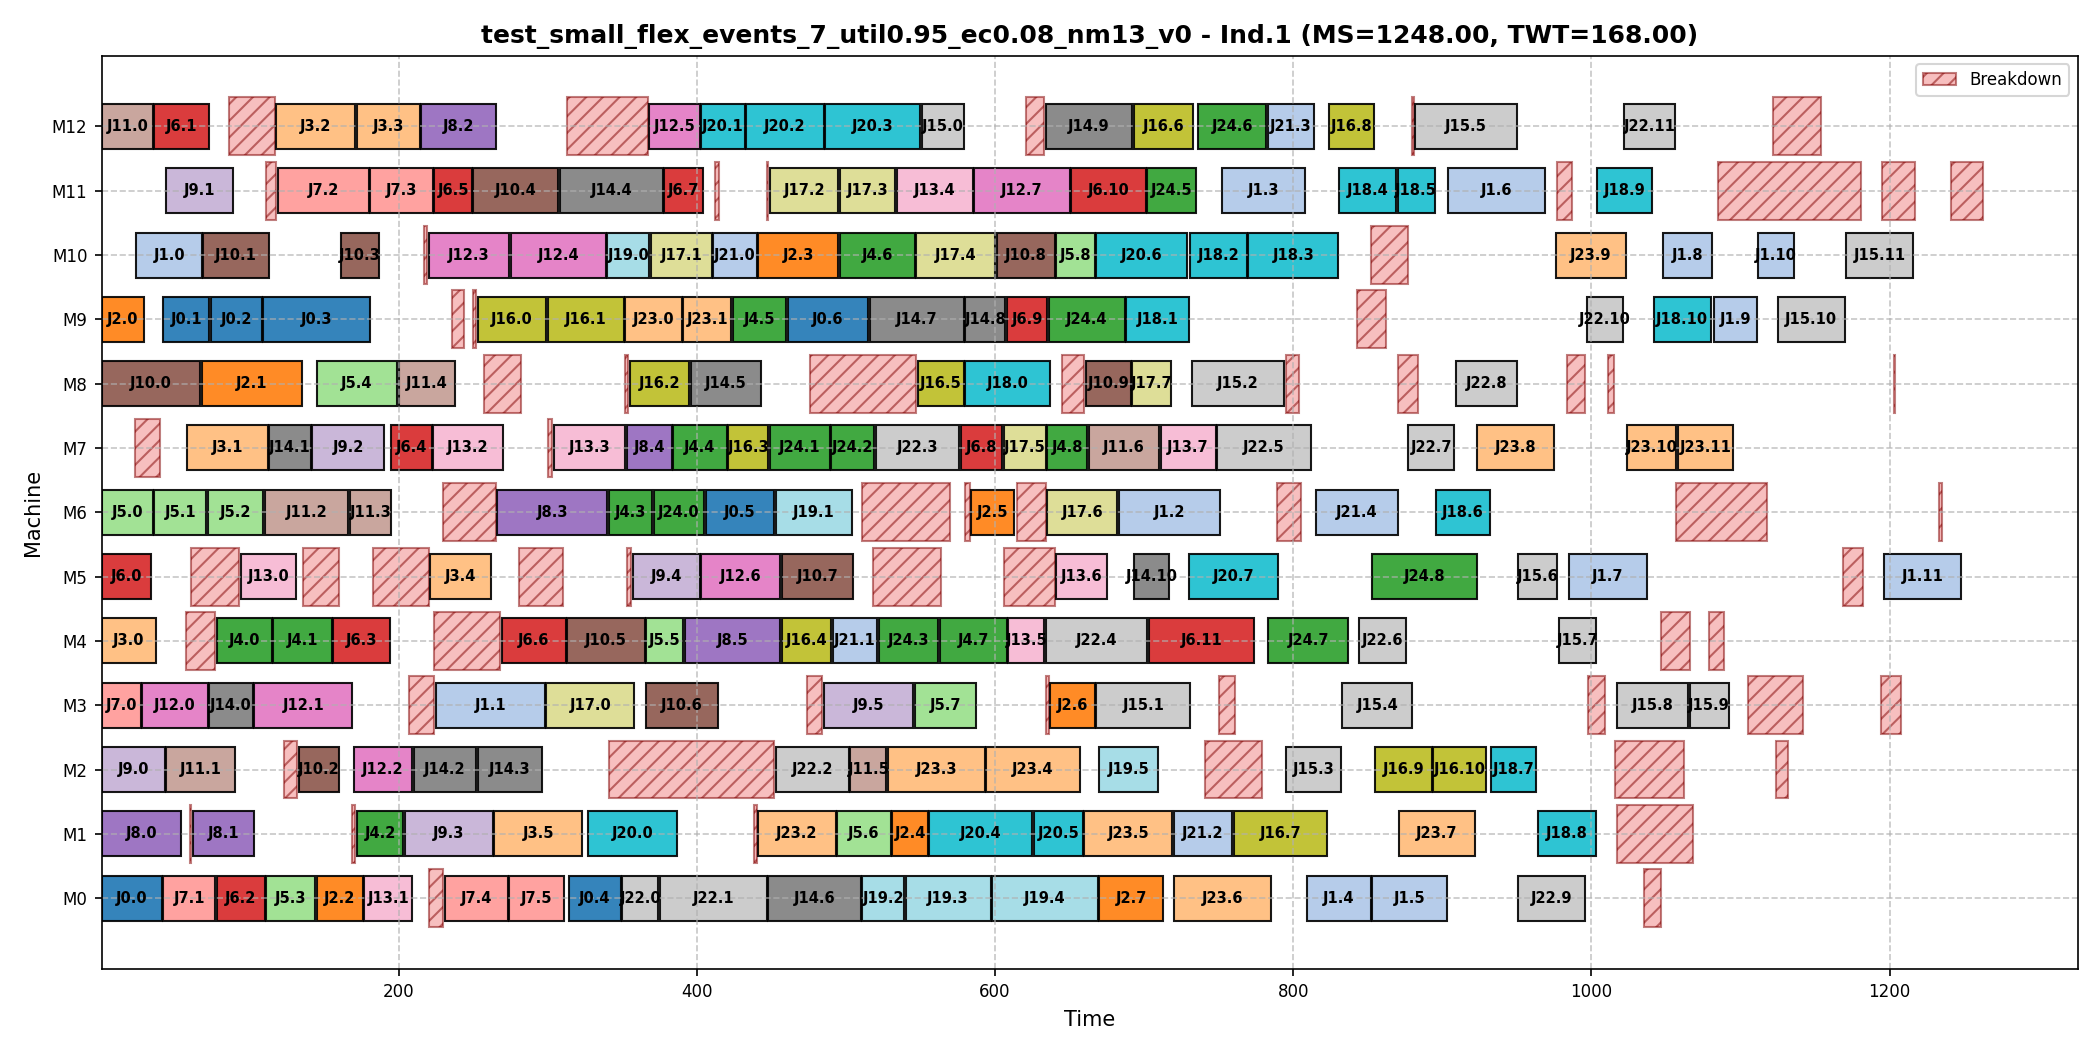 test_small_flex_events_7_util0.95_ec0.08_nm13_v0 - Ind.1 (MS=1248.00, TWT=168.00)
Breakdown
M12 J11.0 J6.1 J3.2 J3.3 J8.2 J12.5 J20.1 J20.2 J20.3 J15.0 J14.9 J16.6 J24.6 J21.3 J16.8 J15.5 J22.11
M11 J9.1 J7.2 J7.3 J6.5 J10.4 J14.4 J6.7 J17.2 J17.3 J13.4 J12.7 J6.10 J24.5 J1.3 J18.4 J18.5 J1.6 J18.9
M10 J1.0 J10.1 J10.3 J12.3 J12.4 J19.0 J17.1 J21.0 J2.3 J4.6 J17.4 J10.8 J5.8 J20.6 J18.2 J18.3 J23.9 J1.8 J1.10 J15.11
M9 J2.0 J0.1 J0.2 J0.3 J16.0 J16.1 J23.0 J23.1 J4.5 J0.6 J14.7 J14.8 J6.9 J24.4 J18.1 J22.10 J18.10 J1.9 J15.10
M8 J10.0 J2.1 J5.4 J11.4 J16.2 J14.5 J16.5 J18.0 J10.9 J17.7 J15.2 J22.8
M7 J3.1 J14.1 J9.2 J6.4 J13.2 J13.3 J8.4 J4.4 J16.3 J24.1 J24.2 J22.3 J6.8 J17.5 J4.8 J11.6 J13.7 J22.5 J22.7 J23.8 J23.10 J23.11
M6 J5.0 J5.1 J5.2 J11.2 J11.3 J8.3 J4.3 J24.0 J0.5 J19.1 J2.5 J17.6 J1.2 J21.4 J18.6
M5 J6.0 J13.0 J3.4 J9.4 J12.6 J10.7 J13.6 J14.10 J20.7 J24.8 J15.6 J1.7 J1.11
M4 J3.0 J4.0 J4.1 J6.3 J6.6 J10.5 J5.5 J8.5 J16.4 J21.1 J24.3 J4.7 J13.5 J22.4 J6.11 J24.7 J22.6 J15.7
M3 J7.0 J12.0 J14.0 J12.1 J1.1 J17.0 J10.6 J9.5 J5.7 J2.6 J15.1 J15.4 J15.8 J15.9
M2 J9.0 J11.1 J10.2 J12.2 J14.2 J14.3 J22.2 J11.5 J23.3 J23.4 J19.5 J15.3 J16.9 J16.10 J18.7
M1 J8.0 J8.1 J4.2 J9.3 J3.5 J20.0 J23.2 J5.6 J2.4 J20.4 J20.5 J23.5 J21.2 J16.7 J23.7 J18.8
M0 J0.0 J7.1 J6.2 J5.3 J2.2 J13.1 J7.4 J7.5 J0.4 J22.0 J22.1 J14.6 J19.2 J19.3 J19.4 J2.7 J23.6 J1.4 J1.5 J22.9
200 400 600 800 1000 1200
Time
Machine